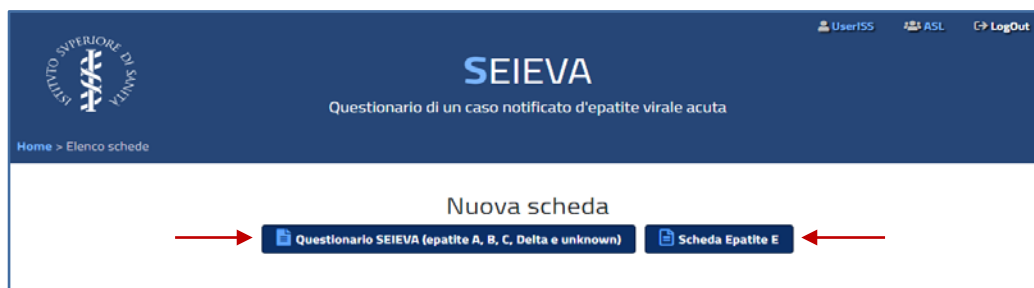 UserISS ASL LogOut
ISTITVTO SVPERIORE DI SANITÀ
SEIEVA
Questionario di un caso notificato d'epatite virale acuta
Home > Elenco schede
Nuova scheda
Questionario SEIEVA (epatite A, B, C, Delta e unknown) Scheda Epatite E